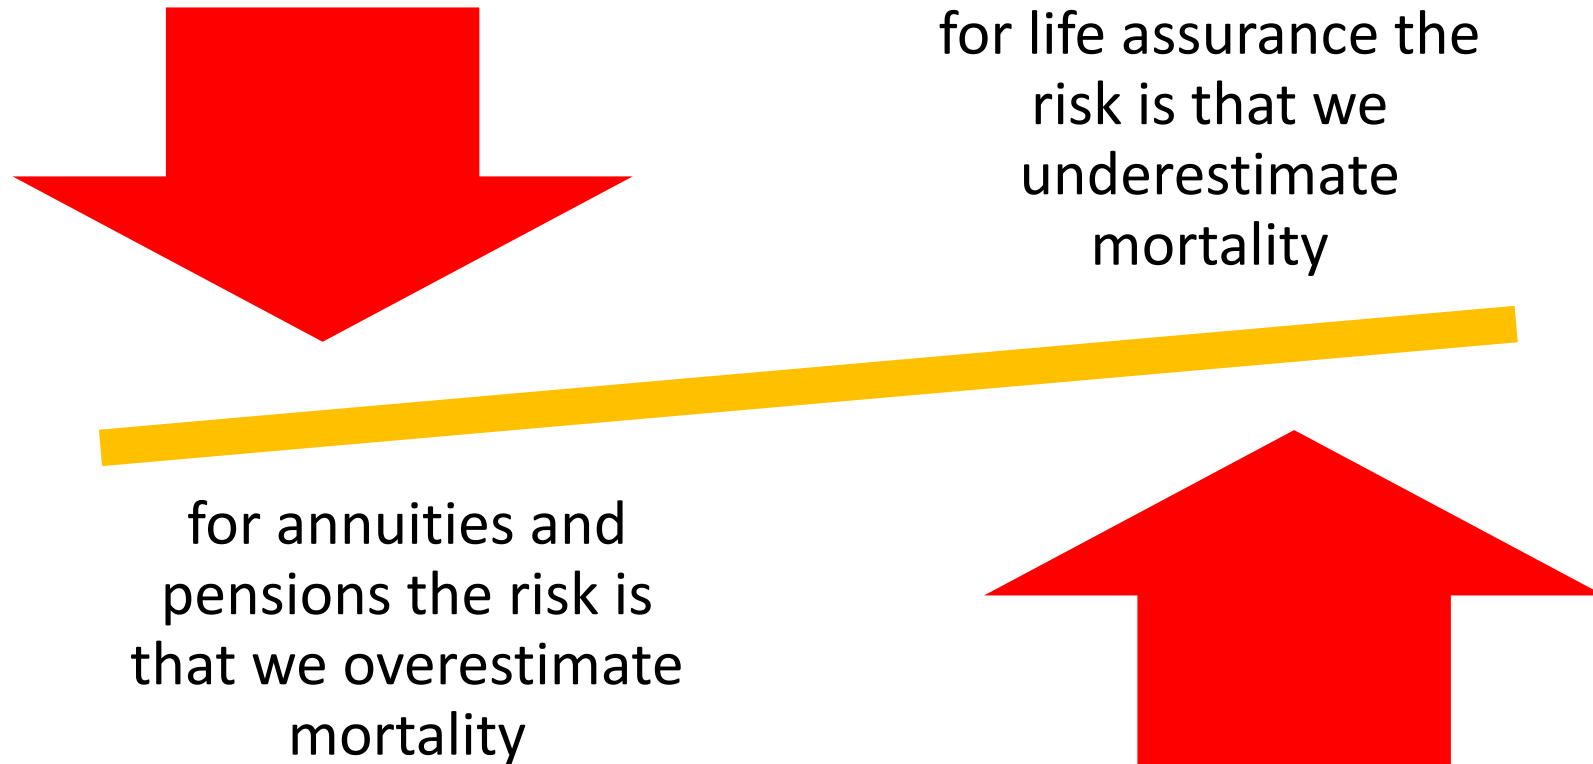 for life assurance the
risk is that we
underestimate
mortality
for annuities and
pensions the risk is
that we overestimate
mortality